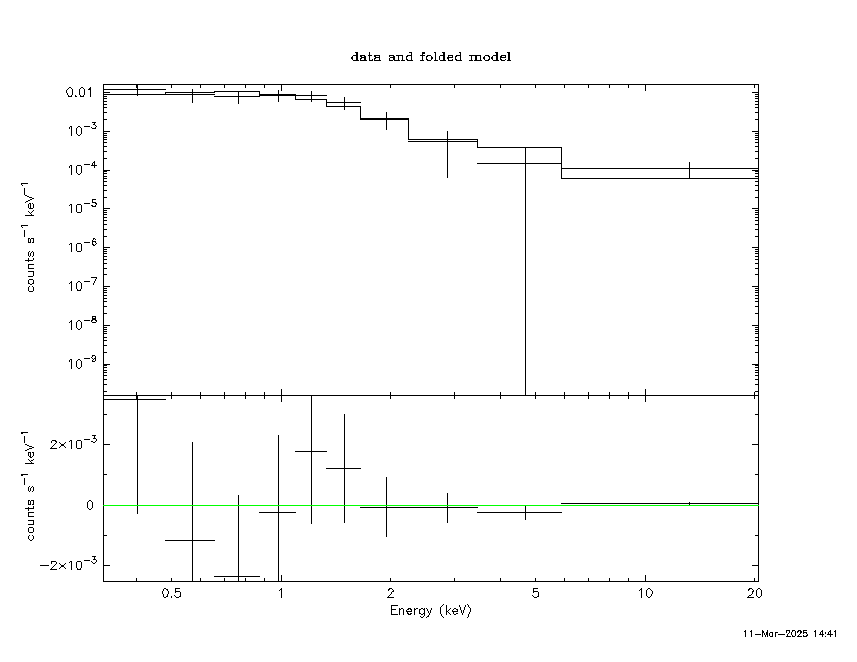 data and folded model
counts s⁻¹ keV⁻¹
0.01
10⁻³
10⁻⁴
10⁻⁵
10⁻⁶
10⁻⁷
10⁻⁸
10⁻⁹
counts s⁻¹ keV⁻¹
2×10⁻³
0
−2×10⁻³
0.5 1 2 5 10 20
Energy (keV)
11-Mar-2025 14:41